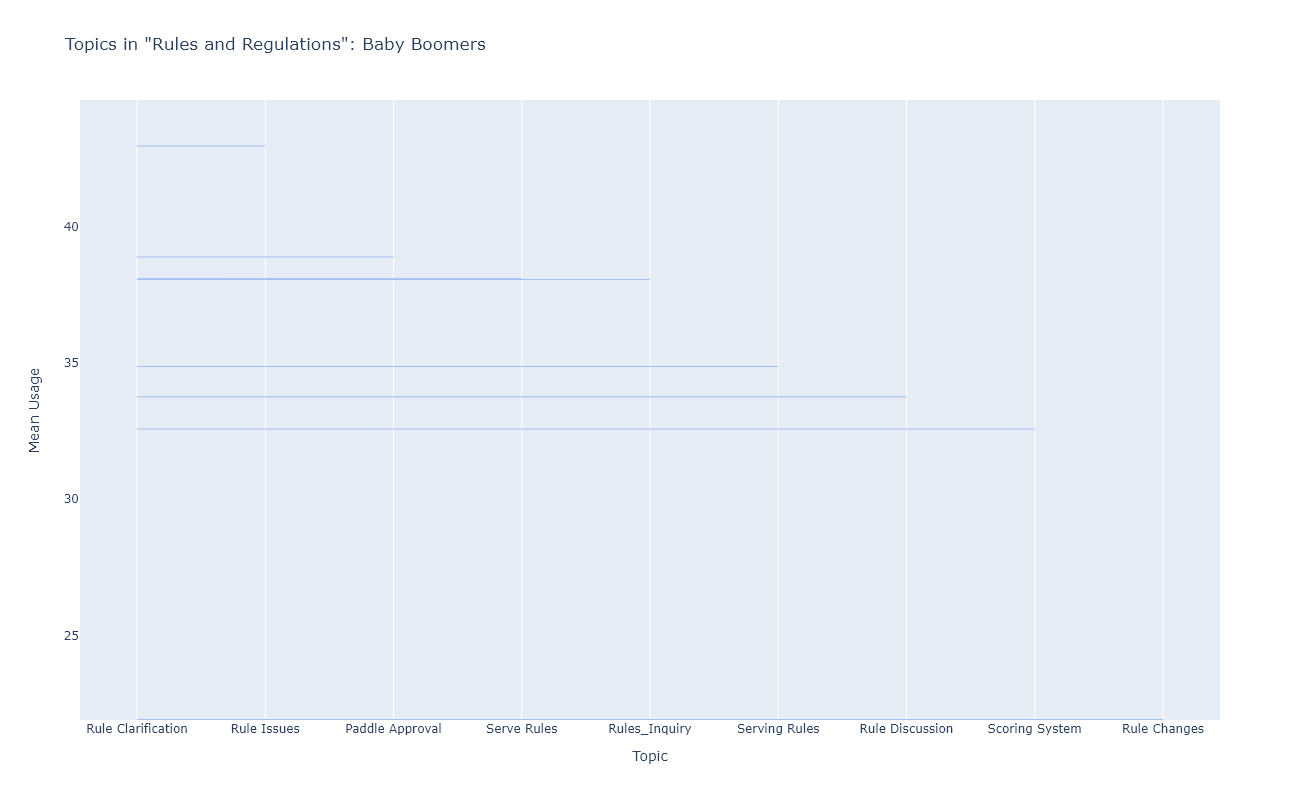 Topics in "Rules and Regulations": Baby Boomers
40
35
30
25
Mean Usage
Rule Clarification Rule Issues Paddle Approval Serve Rules Rules_Inquiry Serving Rules Rule Discussion Scoring System Rule Changes
Topic